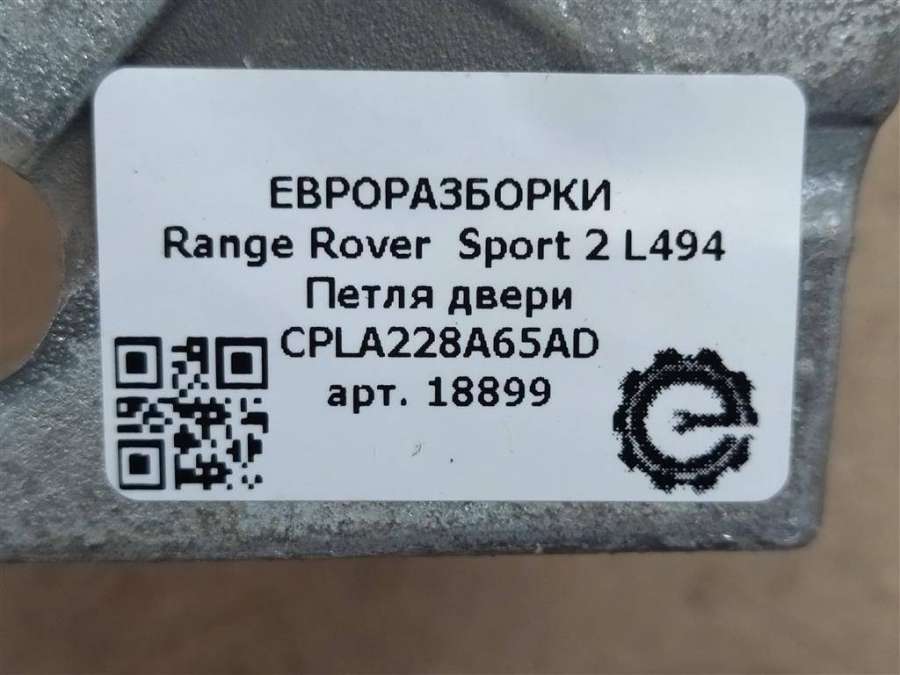 ЕВРОРАЗБОРКИ
Range Rover Sport 2 L494
Петля двери
CPLA228A65AD
арт. 18899